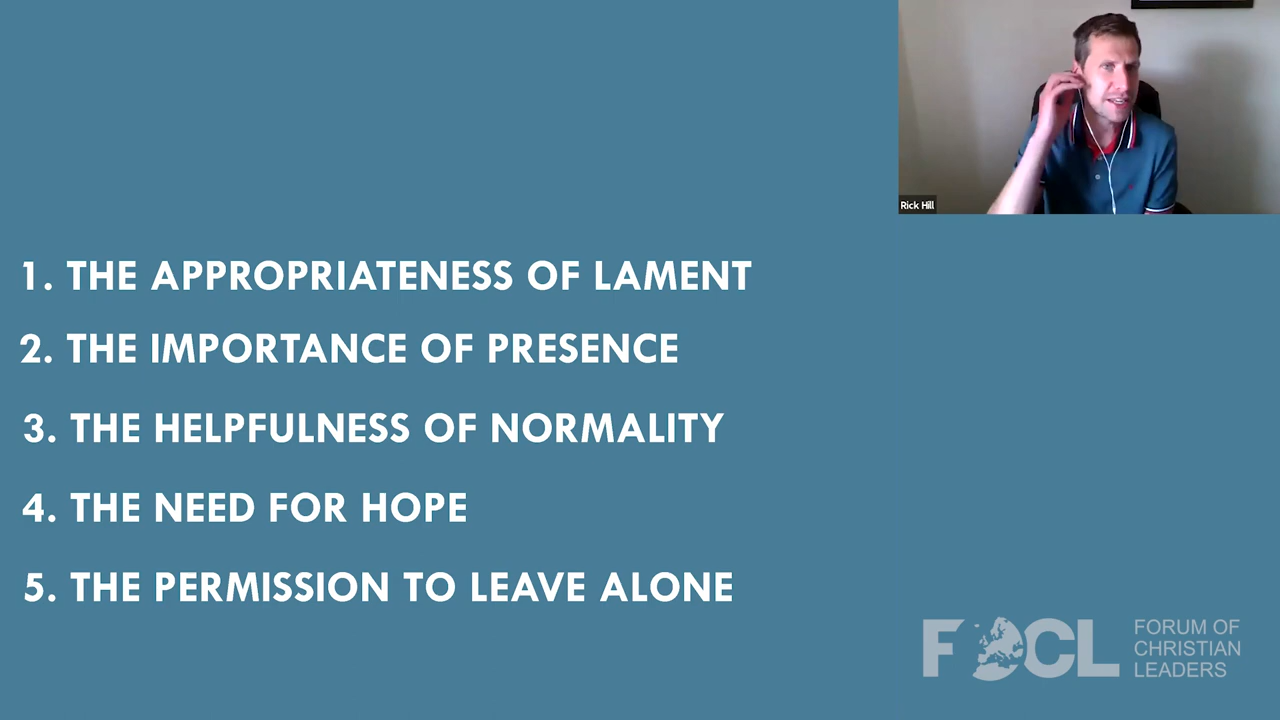 Rick Hill
1. THE APPROPRIATENESS OF LAMENT
2. THE IMPORTANCE OF PRESENCE
3. THE HELPFULNESS OF NORMALITY
4. THE NEED FOR HOPE
5. THE PERMISSION TO LEAVE ALONE
FOCL
FORUM OF
CHRISTIAN
LEADERS